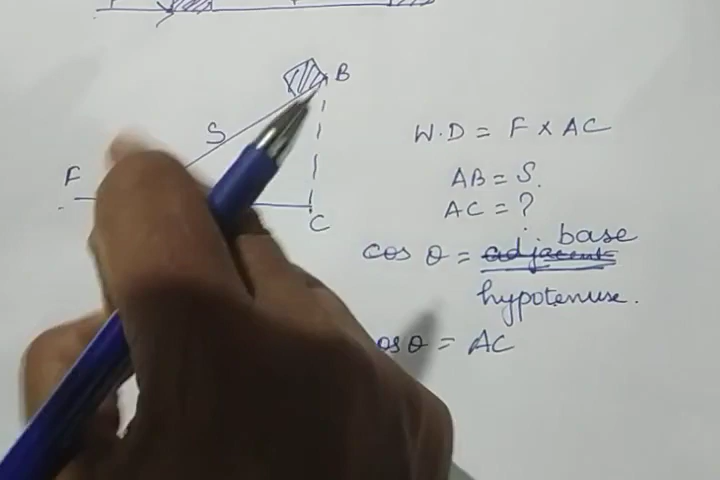 B
S
F
C
W.D = F × AC
AB = S.
AC = ?
base
cos θ = adjacent
hypotenuse.
os θ = AC